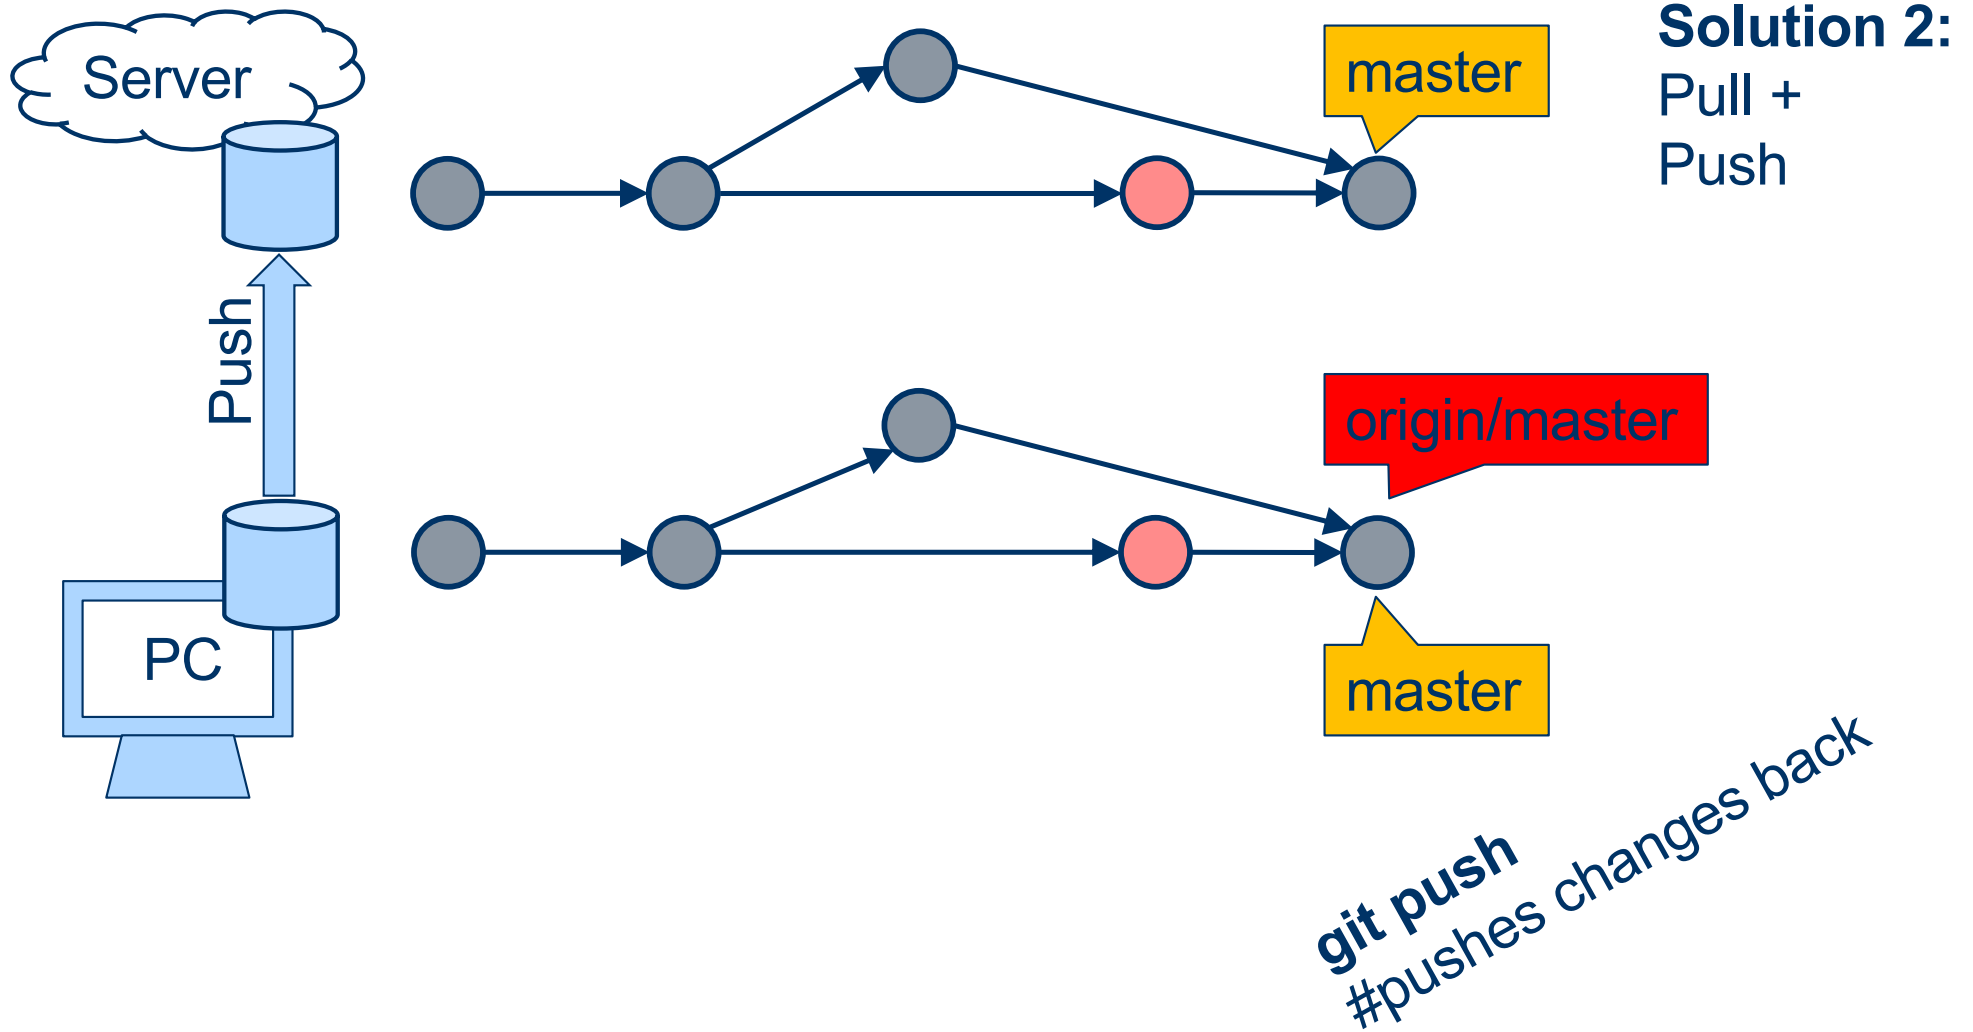 Server
master
Solution 2:
Pull +
Push
Push
origin/master
PC
master
git push
#pushes changes back